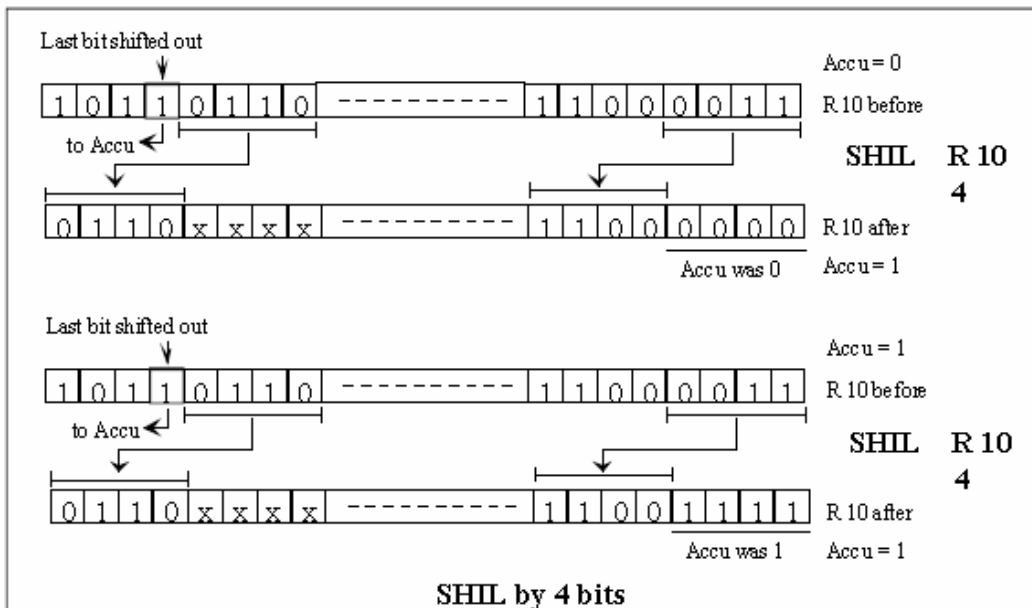 Last bit shifted out
Accu = 0
1 0 1 1 0 1 1 0 ----------- 1 1 0 0 0 0 1 1 R 10 before
to Accu
SHIL R 10
4
0 1 1 0 x x x x ----------- 1 1 0 0 0 0 0 0 R 10 after
Accu was 0 Accu = 1
Last bit shifted out
Accu = 1
1 0 1 1 0 1 1 0 ----------- 1 1 0 0 0 0 1 1 R 10 before
to Accu
SHIL R 10
4
0 1 1 0 x x x x ----------- 1 1 0 0 1 1 1 1 R 10 after
Accu was 1 Accu = 1
SHIL by 4 bits